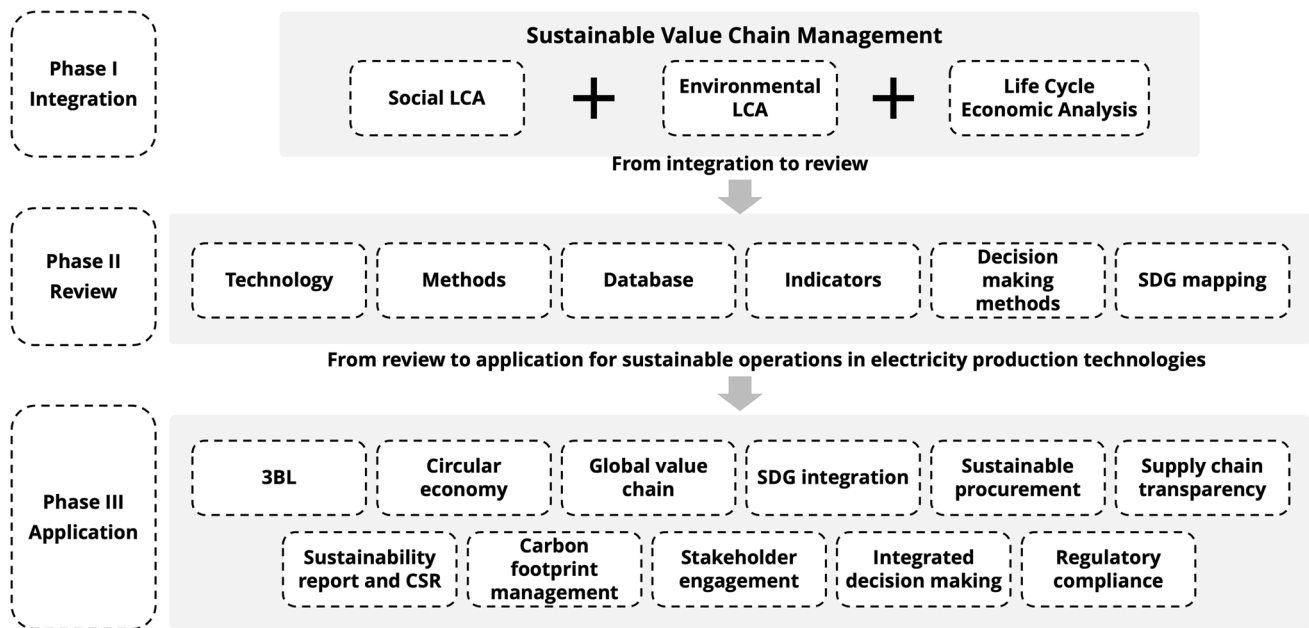 Phase I
Integration
Sustainable Value Chain Management
Social LCA
+
Environmental
LCA
+
Life Cycle
Economic Analysis
From integration to review
Phase II
Review
Technology
Methods
Database
Indicators
Decision
making
methods
SDG mapping
From review to application for sustainable operations in electricity production technologies
Phase III
Application
3BL
Circular
economy
Global value
chain
SDG integration
Sustainable
procurement
Supply chain
transparency
Sustainability
report and CSR
Carbon
footprint
management
Stakeholder
engagement
Integrated
decision making
Regulatory
compliance